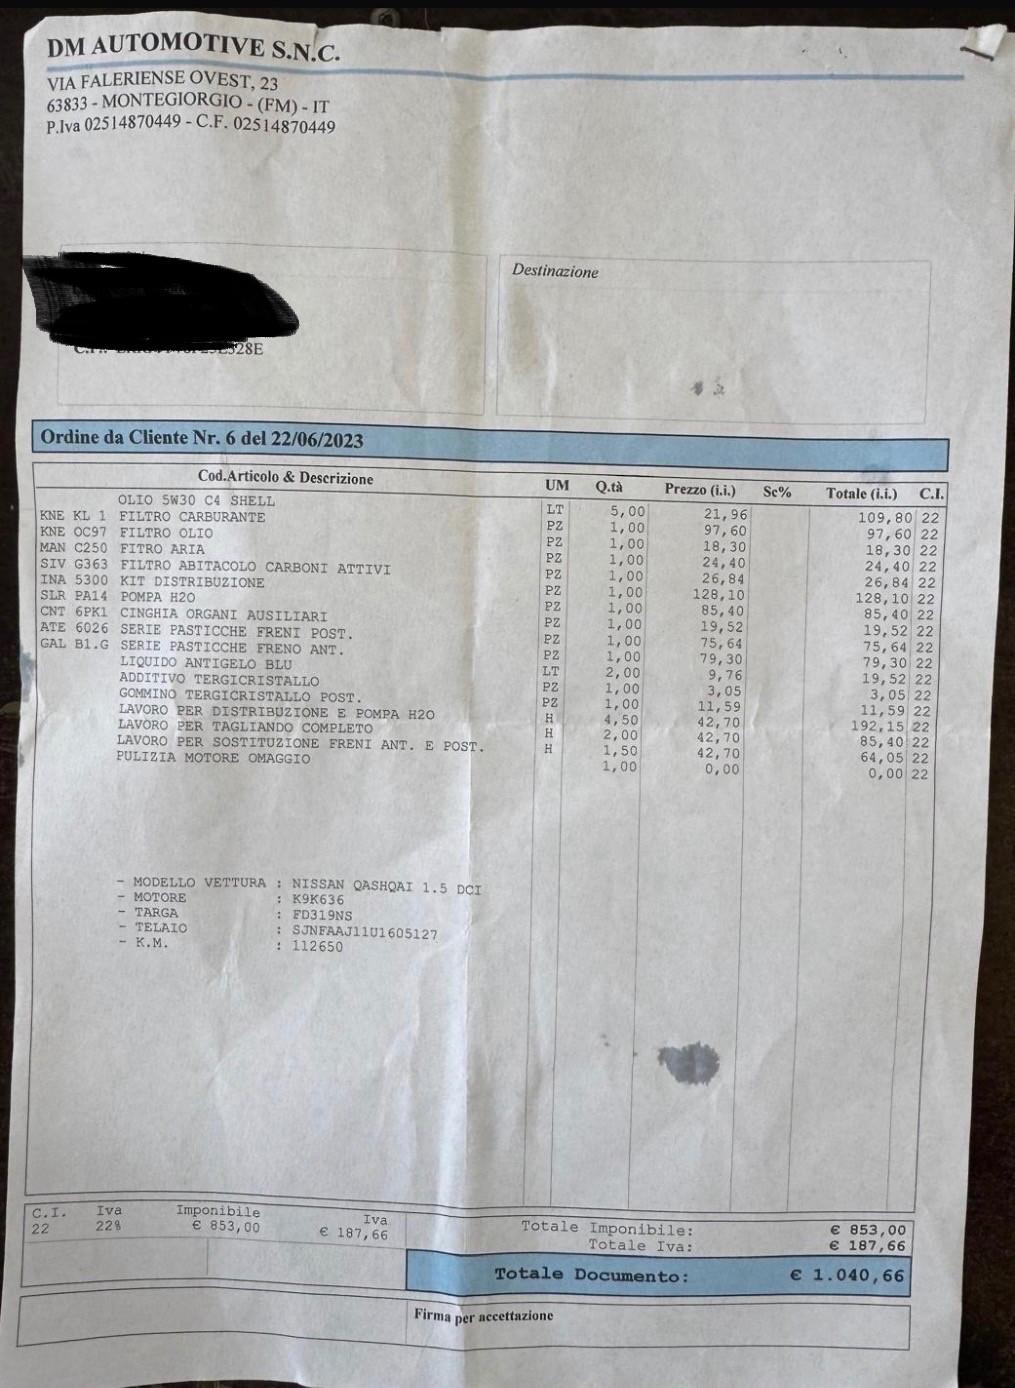 DM AUTOMOTIVE S.N.C.
VIA FALERIENSE OVEST, 23
63833 - MONTEGIORGIO - (FM) - IT
P.Iva 02514870449 - C.F. 02514870449
Destinazione
28E
Ordine da Cliente Nr. 6 del 22/06/2023
Cod.Articolo & Descrizione UM Q.tà Prezzo (i.i.) Sc% Totale (i.i.) C.I.
OLIO 5W30 C4 SHELL LT 5,00 21,96 109,80 22
KNE KL 1 FILTRO CARBURANTE PZ 1,00 97,60 97,60 22
KNE OC97 FILTRO OLIO PZ 1,00 18,30 18,30 22
MAN C250 FITRO ARIA PZ 1,00 24,40 24,40 22
SIV G363 FILTRO ABITACOLO CARBONI ATTIVI PZ 1,00 26,84 26,84 22
INA 5300 KIT DISTRIBUZIONE PZ 1,00 128,10 128,10 22
SLR PA14 POMPA H2O PZ 1,00 85,40 85,40 22
CNT 6PK1 CINGHIA ORGANI AUSILIARI PZ 1,00 19,52 19,52 22
ATE 6026 SERIE PASTICCHE FRENI POST. PZ 1,00 75,64 75,64 22
GAL B1.G SERIE PASTICCHE FRENO ANT. PZ 1,00 79,30 79,30 22
LIQUIDO ANTIGELO BLU LT 2,00 9,76 19,52 22
ADDITIVO TERGICRISTALLO PZ 1,00 3,05 3,05 22
GOMMINO TERGICRISTALLO POST. PZ 1,00 11,59 11,59 22
LAVORO PER DISTRIBUZIONE E POMPA H2O H 4,50 42,70 192,15 22
LAVORO PER TAGLIANDO COMPLETO H 2,00 42,70 85,40 22
LAVORO PER SOSTITUZIONE FRENI ANT. E POST. H 1,50 42,70 64,05 22
PULIZIA MOTORE OMAGGIO 1,00 0,00 0,00 22
- MODELLO VETTURA : NISSAN QASHQAI 1.5 DCI
- MOTORE : K9K636
- TARGA : FD319NS
- TELAIO : SJNFAAJ11U1605127
- K.M. : 112650
C.I. Iva Imponibile Iva
22 22% € 853,00 € 187,66
Totale Imponibile: € 853,00
Totale Iva: € 187,66
Totale Documento: € 1.040,66
Firma per accettazione